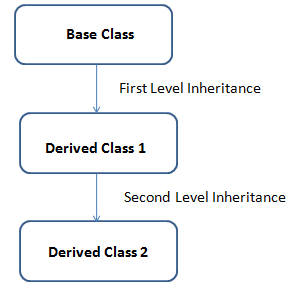 Base Class
First Level Inheritance
Derived Class 1
Second Level Inheritance
Derived Class 2